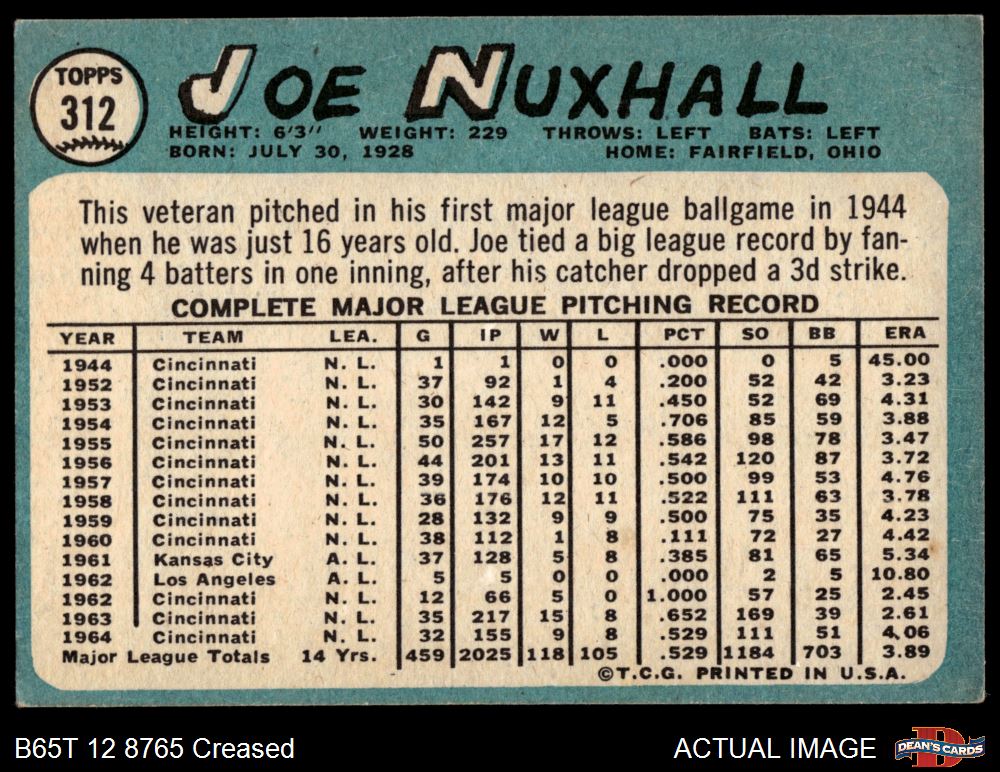 TOPPS
312
JOE NUXHALL
HEIGHT: 6'3" WEIGHT: 229 THROWS: LEFT BATS: LEFT
BORN: JULY 30, 1928 HOME: FAIRFIELD, OHIO
This veteran pitched in his first major league ballgame in 1944
when he was just 16 years old. Joe tied a big league record by fan-
ning 4 batters in one inning, after his catcher dropped a 3d strike.
COMPLETE MAJOR LEAGUE PITCHING RECORD
YEAR TEAM LEA. G IP W L PCT SO BB ERA
1944 Cincinnati N. L. 1 1 0 0 .000 0 5 45.00
1952 Cincinnati N. L. 37 92 1 4 .200 52 42 3.23
1953 Cincinnati N. L. 30 142 9 11 .450 52 69 4.31
1954 Cincinnati N. L. 35 167 12 5 .706 85 59 3.88
1955 Cincinnati N. L. 50 257 17 12 .586 98 78 3.47
1956 Cincinnati N. L. 44 201 13 11 .542 120 87 3.72
1957 Cincinnati N. L. 39 174 10 10 .500 99 53 4.76
1958 Cincinnati N. L. 36 176 12 11 .522 111 63 3.78
1959 Cincinnati N. L. 28 132 9 9 .500 75 35 4.23
1960 Cincinnati N. L. 38 112 1 8 .111 72 27 4.42
1961 Kansas City A. L. 37 128 5 8 .385 81 65 5.34
1962 Los Angeles A. L. 5 5 0 0 .000 2 5 10.80
1962 Cincinnati N. L. 12 66 5 0 1.000 57 25 2.45
1963 Cincinnati N. L. 35 217 15 8 .652 169 39 2.61
1964 Cincinnati N. L. 32 155 9 8 .529 111 51 4.06
Major League Totals 14 Yrs. 459 2025 118 105 .529 1184 703 3.89
©T.C.G. PRINTED IN U.S.A.
B65T 12 8765 Creased ACTUAL IMAGE DEAN'S CARDS